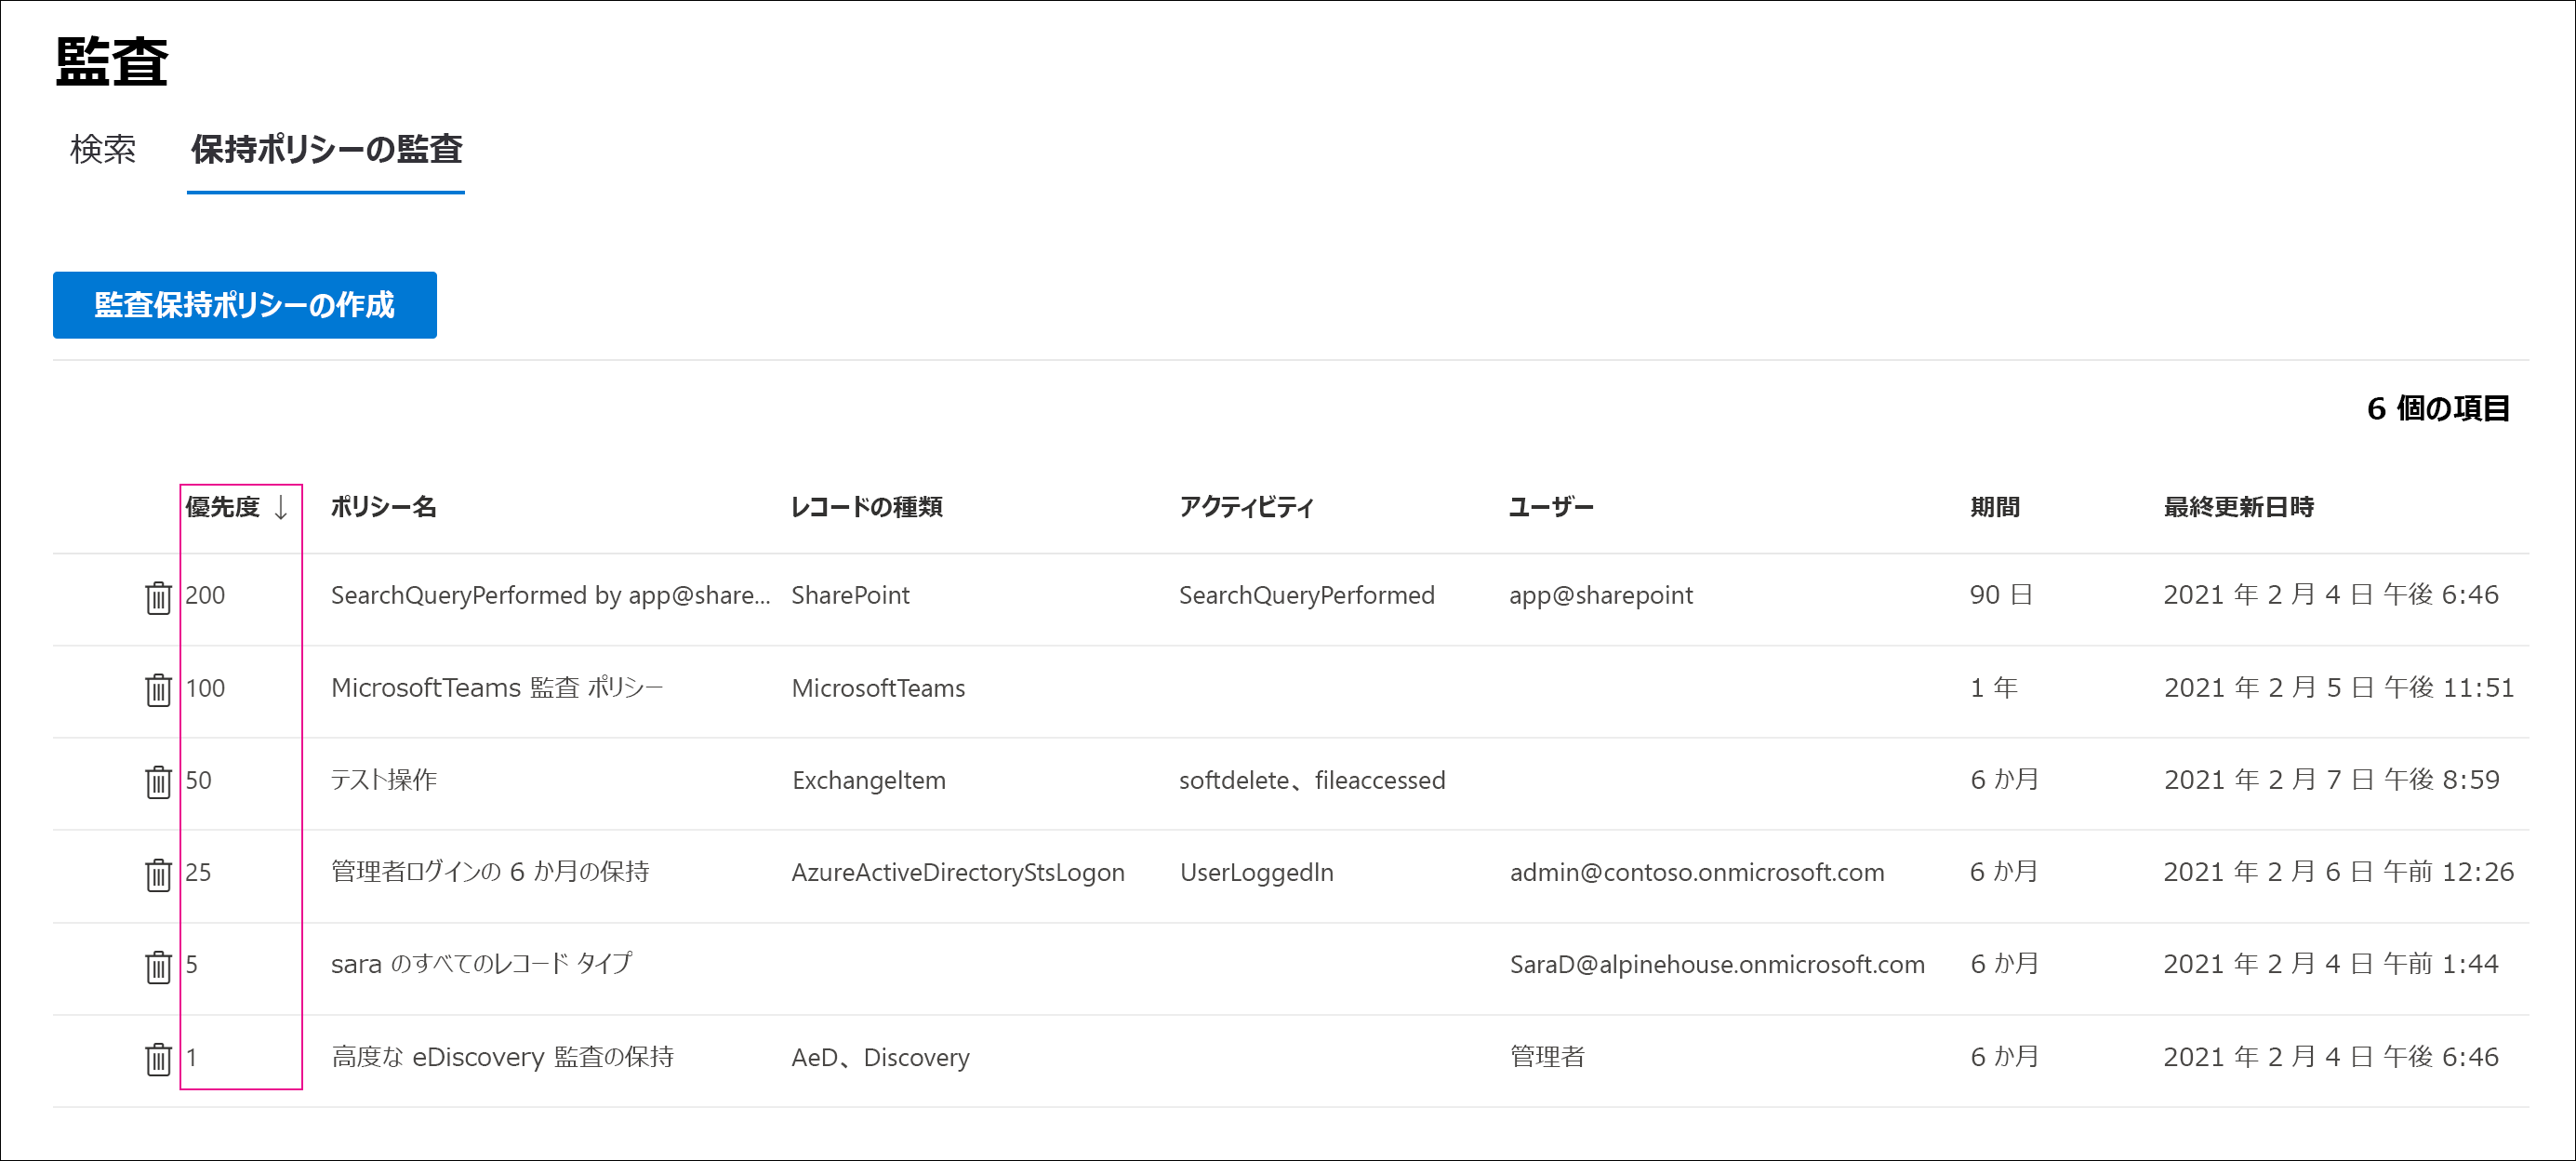 監査
検索 保持ポリシーの監査
監査保持ポリシーの作成
6 個の項目
優先度 ↓ ポリシー名 レコードの種類 アクティビティ ユーザー 期間 最終更新日時
200 SearchQueryPerformed by app@share... SharePoint SearchQueryPerformed app@sharepoint 90 日 2021 年 2 月 4 日 午後 6:46
100 MicrosoftTeams 監査 ポリシー MicrosoftTeams 1 年 2021 年 2 月 5 日 午後 11:51
50 テスト操作 ExchangeItem softdelete、fileaccessed 6 か月 2021 年 2 月 7 日 午後 8:59
25 管理者ログインの 6 か月の保持 AzureActiveDirectoryStsLogon UserLoggedIn admin@contoso.onmicrosoft.com 6 か月 2021 年 2 月 6 日 午前 12:26
5 sara のすべてのレコード タイプ SaraD@alpinehouse.onmicrosoft.com 6 か月 2021 年 2 月 4 日 午前 1:44
1 高度な eDiscovery 監査の保持 AeD、Discovery 管理者 6 か月 2021 年 2 月 4 日 午後 6:46